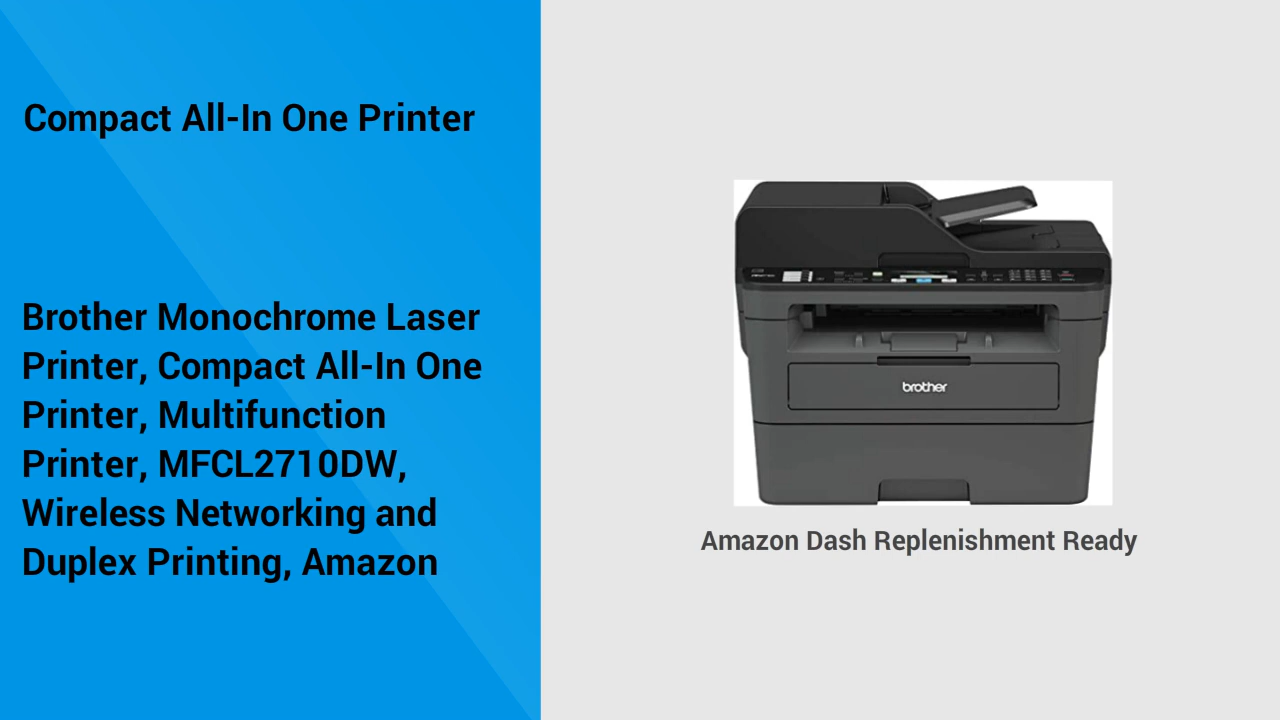 Compact All-In One Printer
Brother Monochrome Laser
Printer, Compact All-In One
Printer, Multifunction
Printer, MFCL2710DW,
Wireless Networking and
Duplex Printing, Amazon
brother
Amazon Dash Replenishment Ready